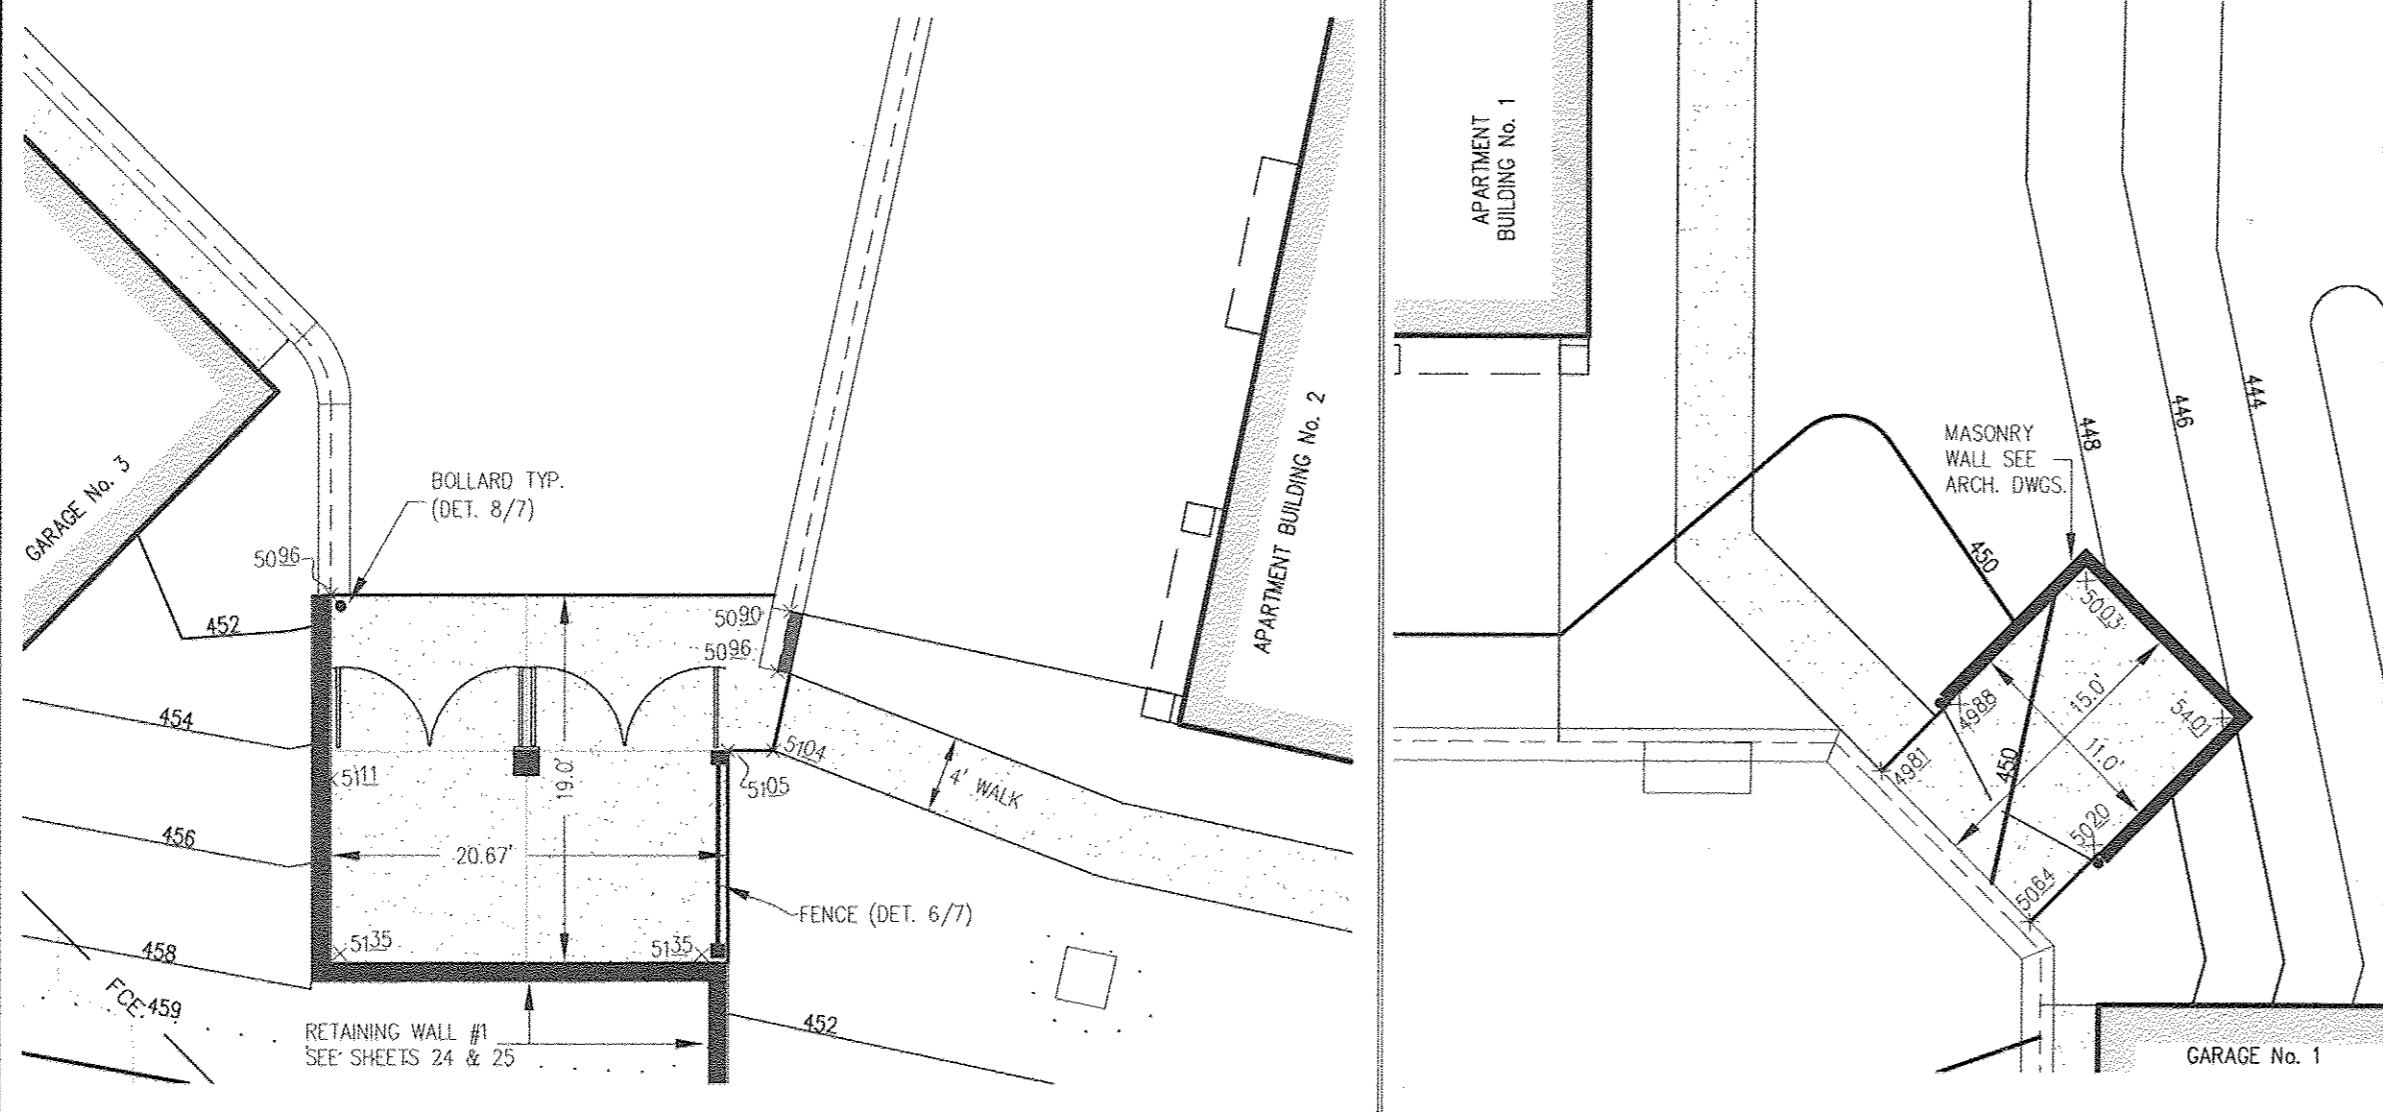 GARAGE No. 3
BOLLARD TYP.
(DET. 8/7)
5096
452
5090
5096
454
5111
19.0'
5104
5105
4' WALK
456
20.67'
FENCE (DET. 6/7)
458
5135
5135
FCE.
459
RETAINING WALL #1
SEE SHEETS 24 & 25
452
APARTMENT BUILDING No. 2
APARTMENT
BUILDING No. 1
444
446
448
MASONRY
WALL SEE
ARCH. DWGS.
450
5003
4988
15.0'
5401
4981
450
11.0'
5020
5064
GARAGE No. 1